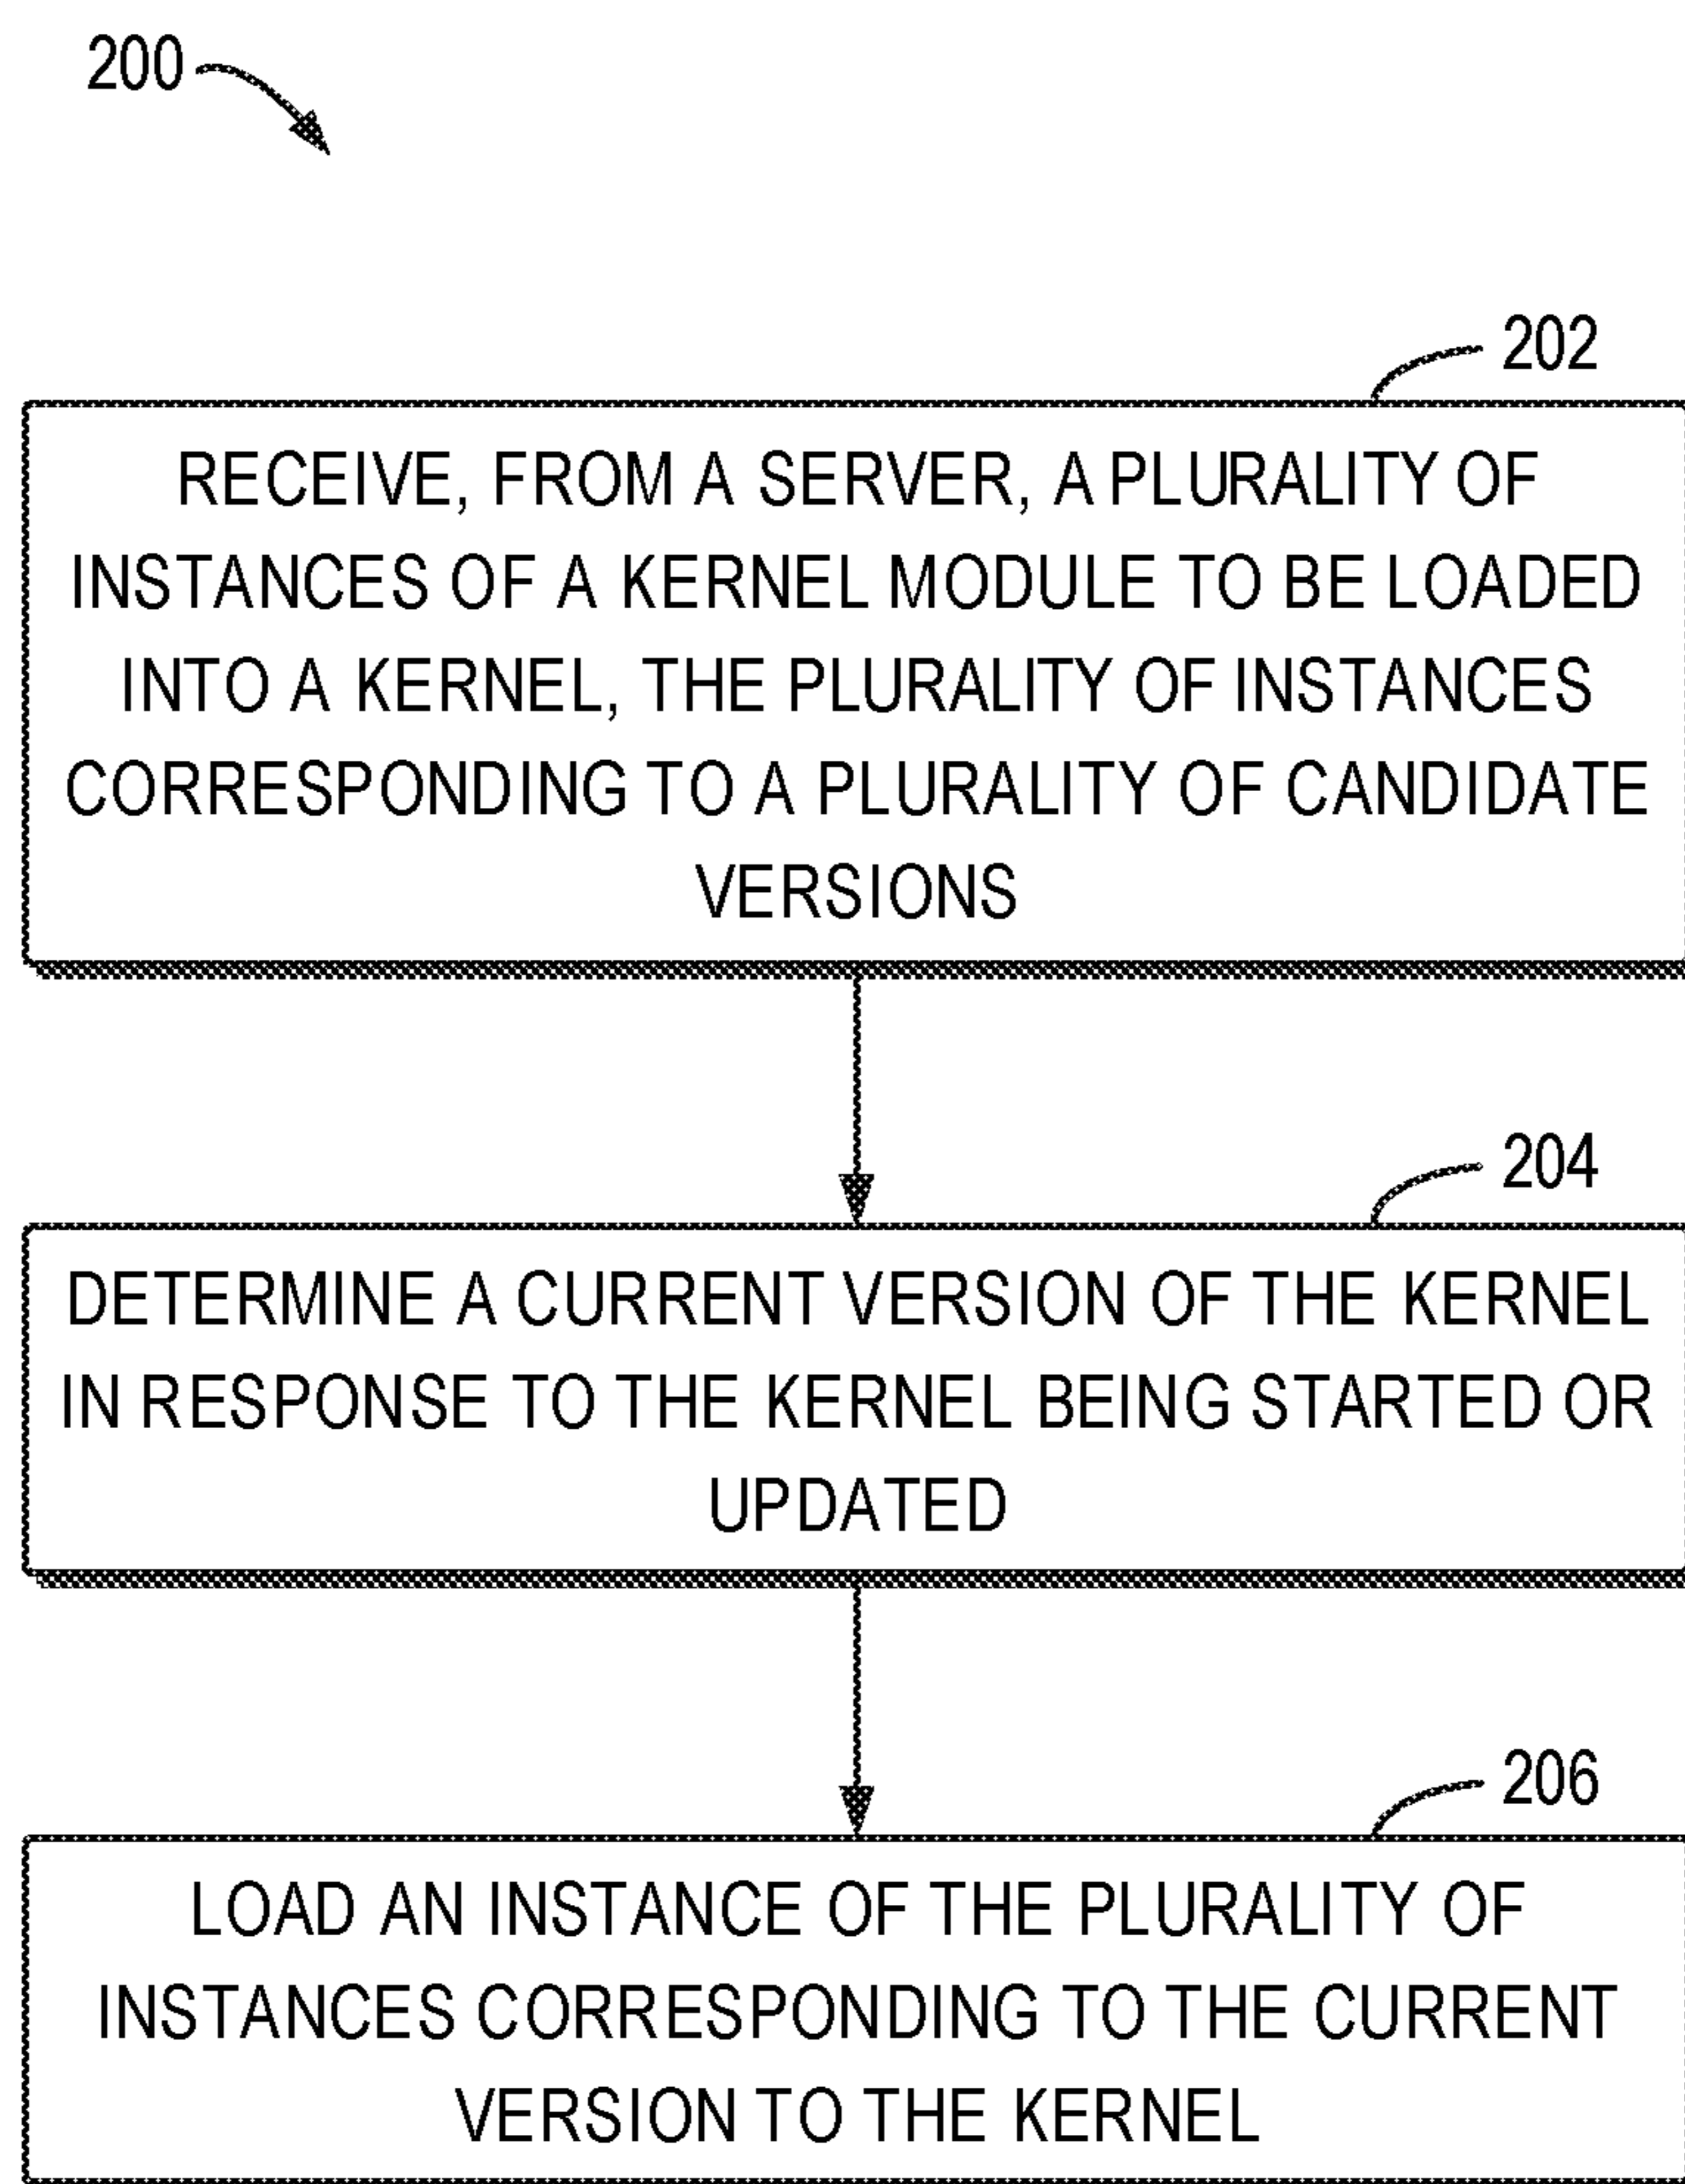 200
202
RECEIVE, FROM A SERVER, A PLURALITY OF
INSTANCES OF A KERNEL MODULE TO BE LOADED
INTO A KERNEL, THE PLURALITY OF INSTANCES
CORRESPONDING TO A PLURALITY OF CANDIDATE
VERSIONS
204
DETERMINE A CURRENT VERSION OF THE KERNEL
IN RESPONSE TO THE KERNEL BEING STARTED OR
UPDATED
206
LOAD AN INSTANCE OF THE PLURALITY OF
INSTANCES CORRESPONDING TO THE CURRENT
VERSION TO THE KERNEL